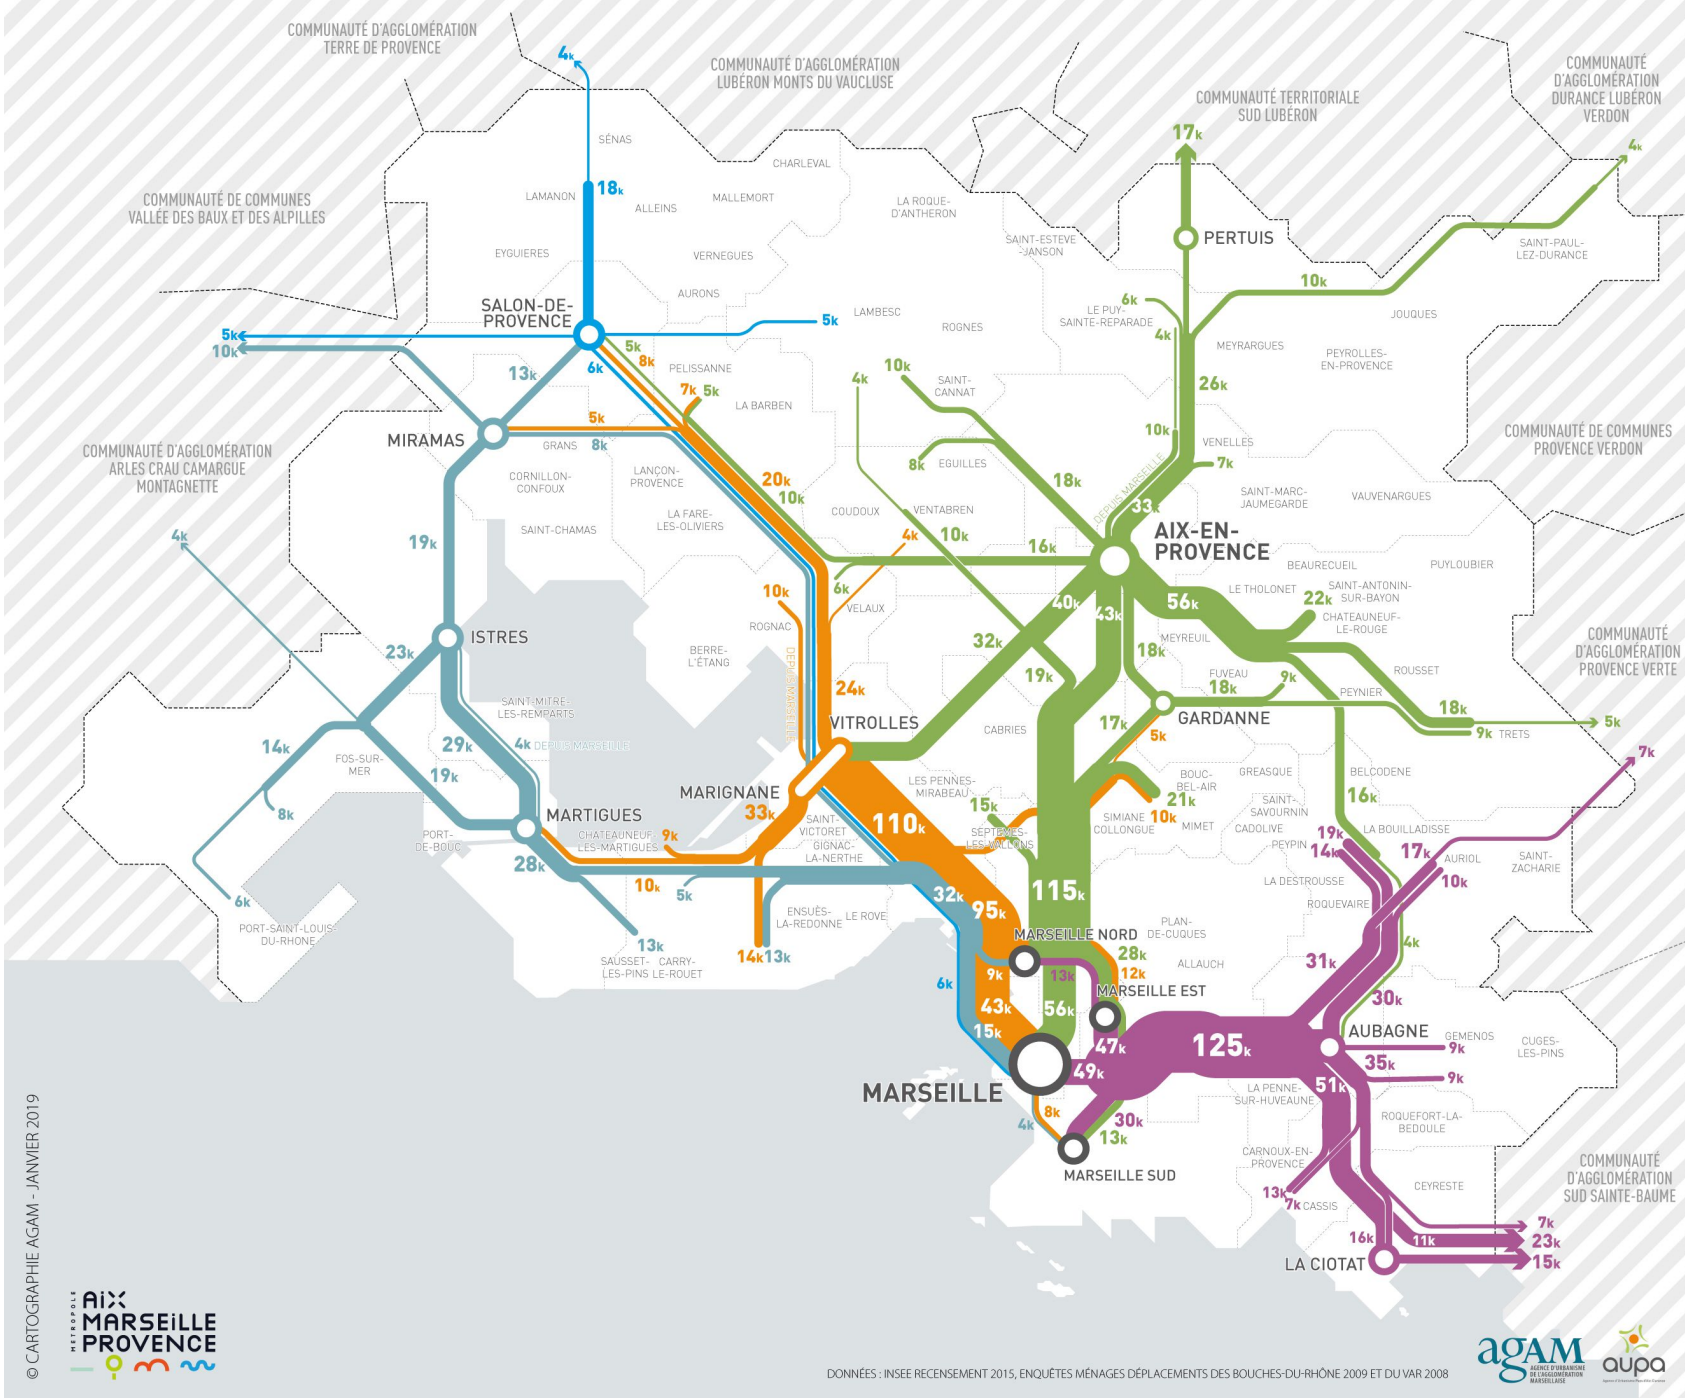 COMMUNAUTÉ D'AGGLOMÉRATION
TERRE DE PROVENCE
4k
COMMUNAUTÉ D'AGGLOMÉRATION
LUBÉRON MONTS DU VAUCLUSE
COMMUNAUTÉ TERRITORIALE
SUD LUBÉRON
COMMUNAUTÉ
D'AGGLOMÉRATION
DURANCE LUBÉRON
VERDON
17k
4k
SÉNAS
CHARLEVAL
LAMANON
18k
ALLEINS
MALLEMORT
LA ROQUE-
D'ANTHERON
COMMUNAUTÉ DE COMMUNES
VALLÉE DES BAUX ET DES ALPILLES
EYGUIERES
VERNEGUES
SAINT-ESTEVE
-JANSON
PERTUIS
SAINT-PAUL-
LEZ-DURANCE
AURONS
SALON-DE-
PROVENCE
5k
LAMBESC
ROGNES
6k
LE PUY-
SAINTE-REPARADE
4k
10k
JOUQUES
5k
10k
MEYRARGUES
PEYROLLES-
EN-PROVENCE
13k
6k
5k
8k
PELISSANNE
7k
5k
LA BARBEN
4k
10k
SAINT-
CANNAT
26k
5k
8k
MIRAMAS
GRANS
10k
VENELLES
7k
COMMUNAUTÉ DE COMMUNES
PROVENCE VERDON
COMMUNAUTÉ D'AGGLOMÉRATION
ARLES CRAU CAMARGUE
MONTAGNETTE
CORNILLON-
CONFOUX
LANÇON-
PROVENCE
20k
10k
8k
EGUILLES
18k
DEPUIS MARSEILLE
33k
SAINT-MARC-
JAUMEGARDE
VAUVENARGUES
SAINT-CHAMAS
LA FARE-
LES-OLIVIERS
COUDOUX
VENTABREN
4k
19k
4k
10k
16k
AIX-EN-
PROVENCE
BEAURECUEIL
PUYLOUBIER
10k
6k
VELAUX
ROGNAC
40k
43k
56k
LE THOLONET
SAINT-ANTONIN-
SUR-BAYON
22k
CHATEAUNEUF-
LE-ROUGE
ISTRES
23k
BERRE-
L'ÉTANG
32k
MEYREUIL
18k
COMMUNAUTÉ
D'AGGLOMÉRATION
PROVENCE VERTE
DEPUIS MARSEILLE
24k
19k
FUVEAU
18k
9k
ROUSSET
PEYNIER
SAINT-MITRE-
LES-REMPARTS
VITROLLES
CABRIES
17k
GARDANNE
5k
18k
5k
9k
TRETS
14k
29k
4k
DEPUIS MARSEILLE
FOS-SUR-
MER
19k
7k
MARIGNANE
LES PENNES-
MIRABEAU
BOUC-
BEL-AIR
GREASQUE
BELCODENE
8k
MARTIGUES
33k
15k
21k
16k
SAINT-
SAVOURNIN
PORT-
DE-BOUC
CHATEAUNEUF-
LES-MARTIGUES
9k
SAINT-
VICTORET
GIGNAC-
LA-NERTHE
110k
SEPTEMES-
LES-VALLONS
SIMIANE
COLLONGUE
10k
MIMET
CADOLIVE
PEYPIN
19k
14k
LA BOUILLADISSE
17k
AURIOL
SAINT-
ZACHARIE
28k
10k
5k
32k
95k
115k
LA DESTROUSSE
10k
ROQUEVAIRE
6k
PORT-SAINT-LOUIS-
DU-RHONE
ENSUÈS-
LA-REDONNE
LE ROVE
MARSEILLE NORD
PLAN-
DE-CUQUES
4k
13k
SAUSSET-
LES-PINS
CARRY-
LE-ROUET
14k
13k
28k
12k
ALLAUCH
31k
6k
9k
13k
MARSEILLE EST
43k
56k
30k
15k
47k
125k
AUBAGNE
GEMENOS
9k
CUGES-
LES-PINS
49k
35k
9k
MARSEILLE
LA PENNE-
SUR-HUVEAUNE
51k
4k
8k
30k
13k
ROQUEFORT-LA-
BEDOULE
MARSEILLE SUD
CARNOUX-EN-
PROVENCE
13k
7k
CASSIS
CEYRESTE
COMMUNAUTÉ
D'AGGLOMÉRATION
SUD SAINTE-BAUME
16k
11k
7k
23k
15k
LA CIOTAT
© CARTOGRAPHIE AGAM - JANVIER 2019
METROPOLE
AIX
MARSEILLE
PROVENCE
DONNÉES : INSEE RECENSEMENT 2015, ENQUÊTES MÉNAGES DÉPLACEMENTS DES BOUCHES-DU-RHÔNE 2009 ET DU VAR 2008
agAM
AGENCE D'URBANISME
DE L'AGGLOMÉRATION
MARSEILLAISE
aupa